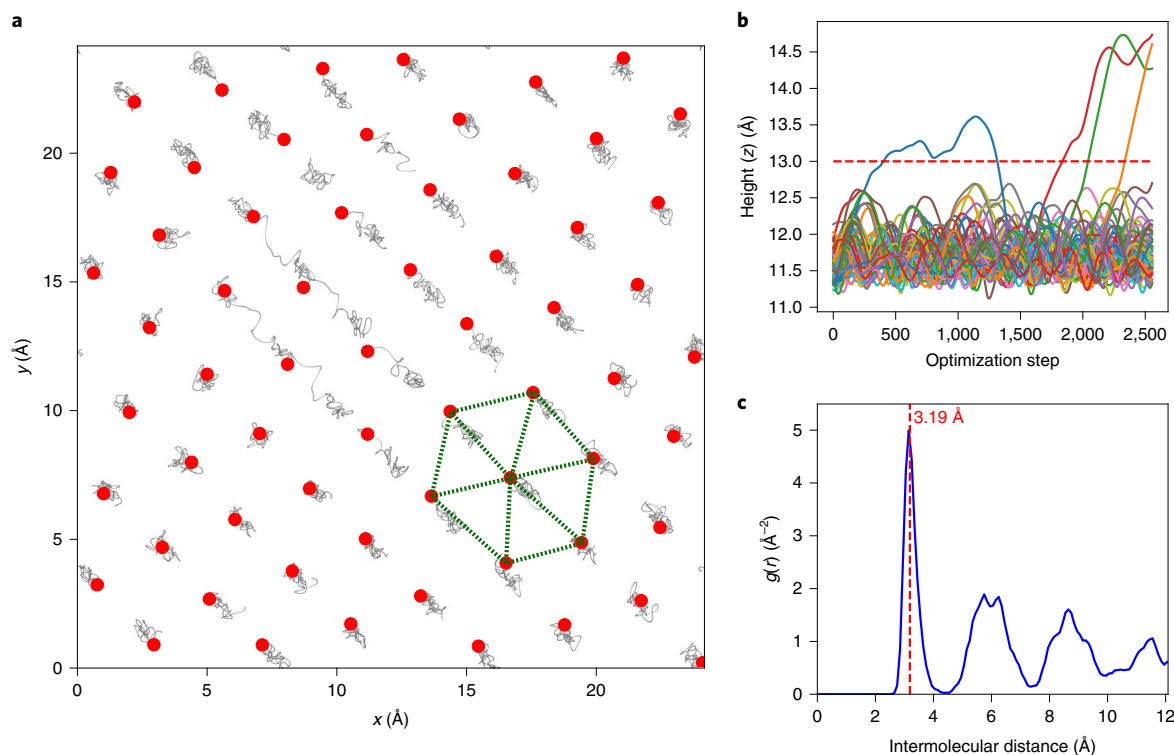 a
20
15
10
5
0
y (Å)
0 5 10 15 20
x (Å)
b
14.5
14.0
13.5
13.0
12.5
12.0
11.5
11.0
Height (z) (Å)
0 500 1,000 1,500 2,000 2,500
Optimization step
c
3.19 Å
5
4
3
2
1
0
g(r) (Å⁻²)
0 2 4 6 8 10 12
Intermolecular distance (Å)